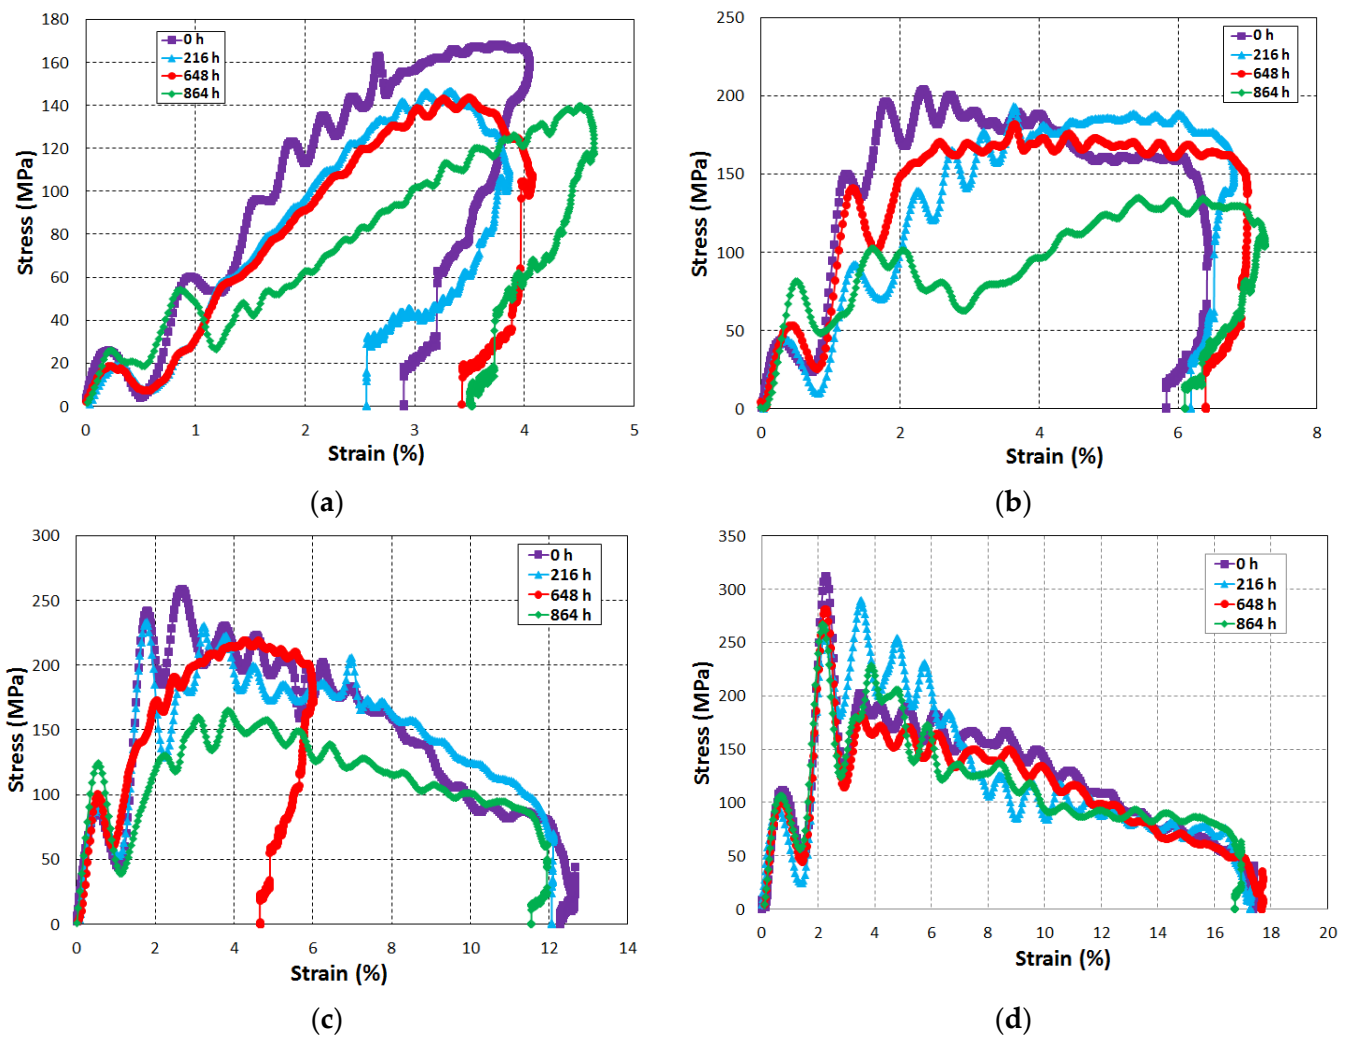 180
160
140
120
100
80
60
40
20
0
Stress (MPa)
0 h
216 h
648 h
864 h
0 1 2 3 4 5
Strain (%)
(a)
250
200
150
100
50
0
Stress (MPa)
0 h
216 h
648 h
864 h
0 2 4 6 8
Strain (%)
(b)
300
250
200
150
100
50
0
Stress (MPa)
0 h
216 h
648 h
864 h
0 2 4 6 8 10 12 14
Strain (%)
(c)
350
300
250
200
150
100
50
0
Stress (MPa)
0 h
216 h
648 h
864 h
0 2 4 6 8 10 12 14 16 18 20
Strain (%)
(d)